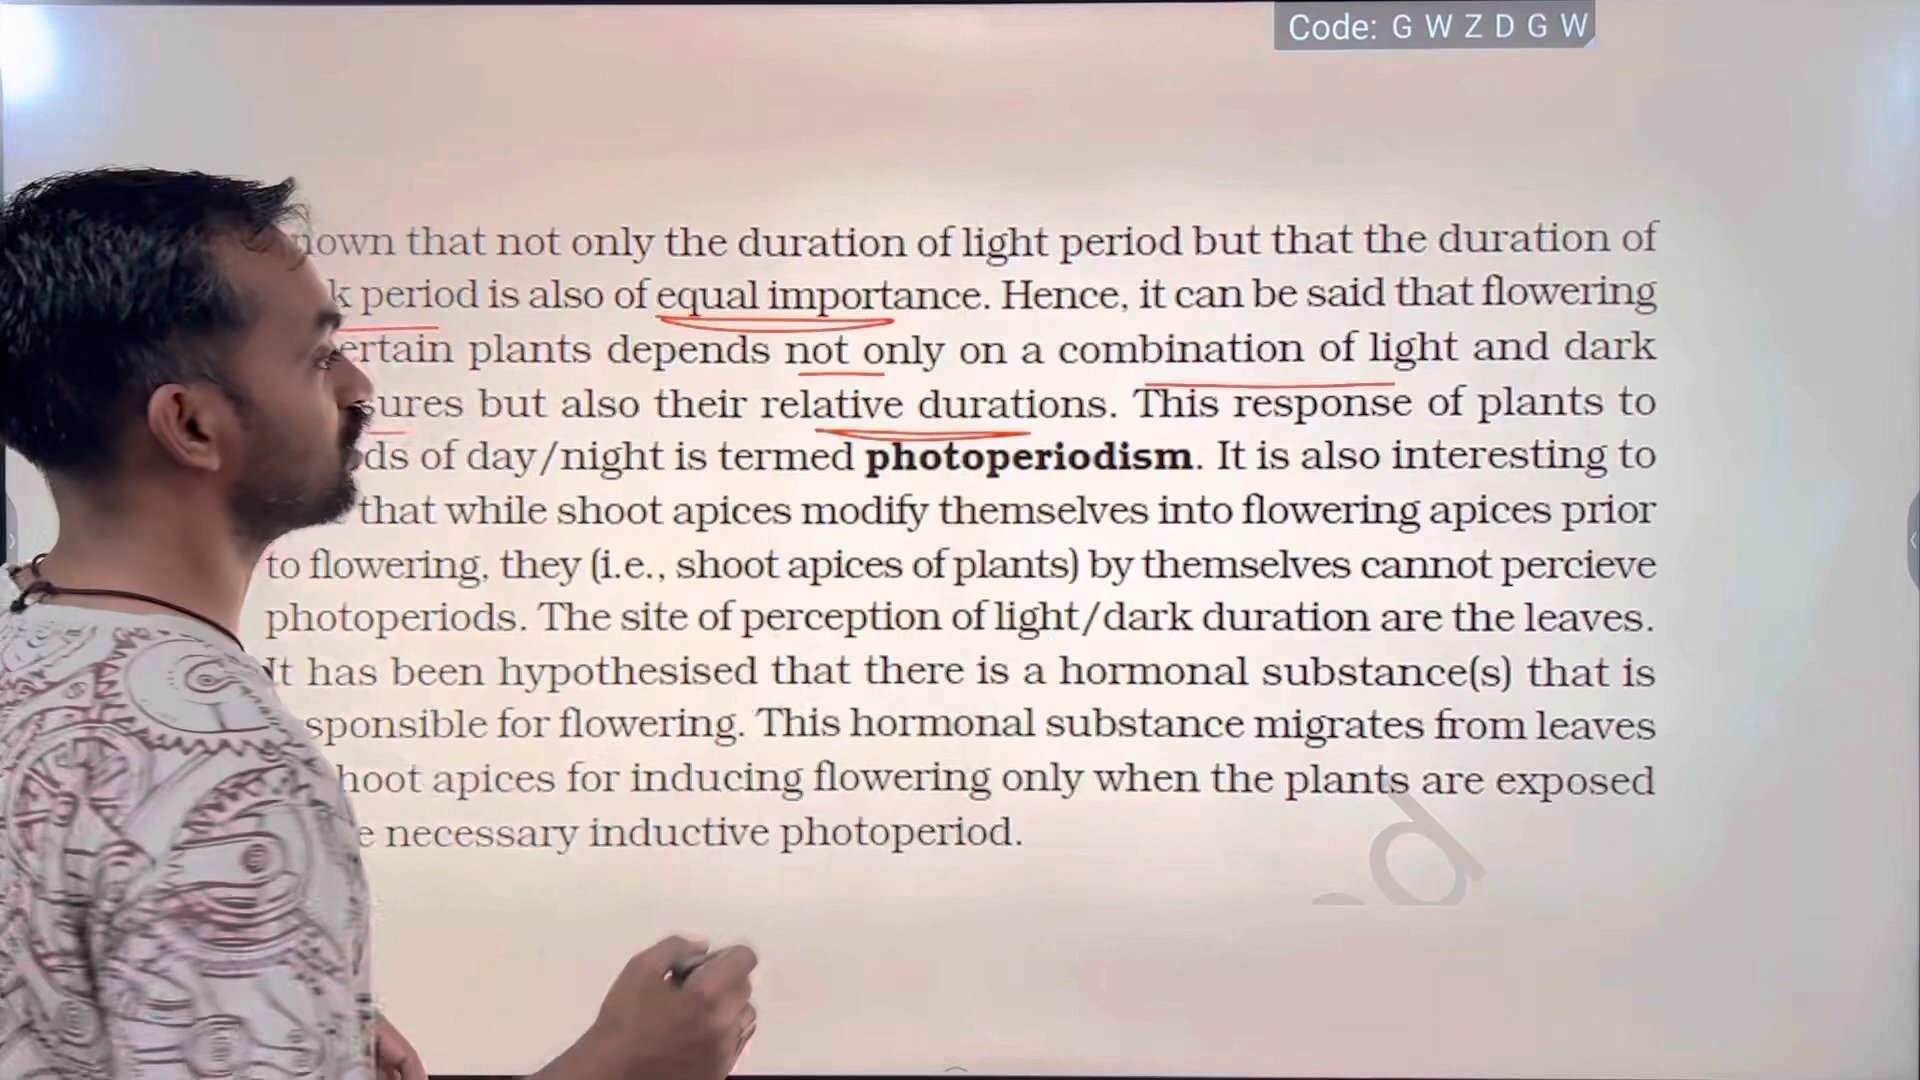 Code: G W Z D G W
that not only the duration of light period but that the duration of
period is also of equal importance. Hence, it can be said that flowering
plants depends not only on a combination of light and dark
but also their relative durations. This response of plants to
of day/night is termed photoperiodism. It is also interesting to
that while shoot apices modify themselves into flowering apices prior
to flowering, they (i.e., shoot apices of plants) by themselves cannot percieve
photoperiods. The site of perception of light/dark duration are the leaves.
It has been hypothesised that there is a hormonal substance(s) that is
for flowering. This hormonal substance migrates from leaves
apices for inducing flowering only when the plants are exposed
necessary inductive photoperiod.